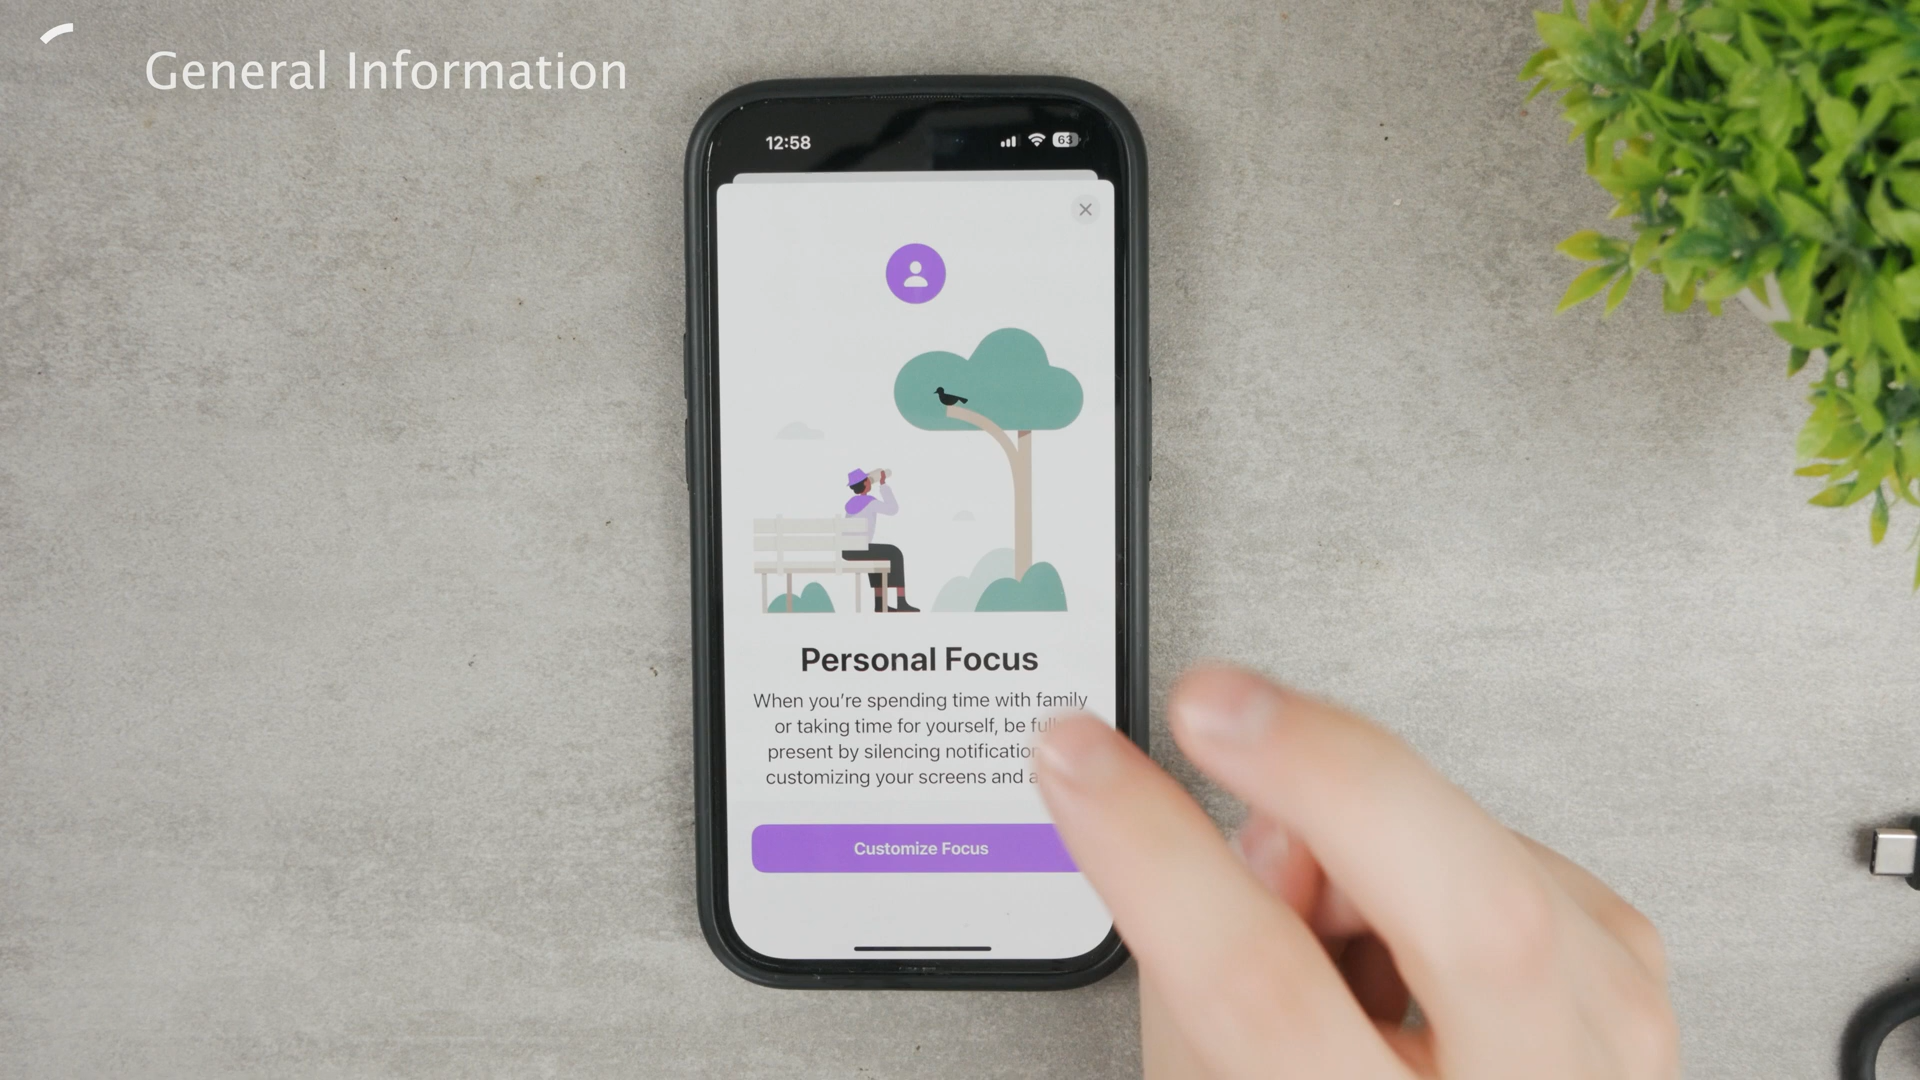 General Information
12:58
63
Personal Focus
When you're spending time with family
or taking time for yourself, be
present by silencing
customizing your screens and
Customize Focus